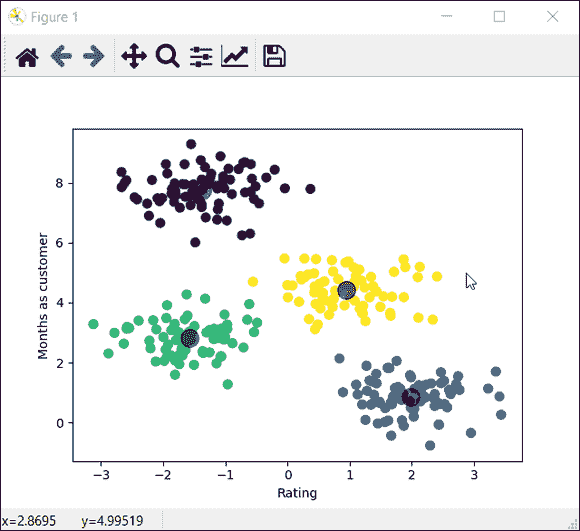 Figure 1
8
6
4
2
0
Months as customer
−3 −2 −1 0 1 2 3
Rating
x=2.8695 y=4.99519